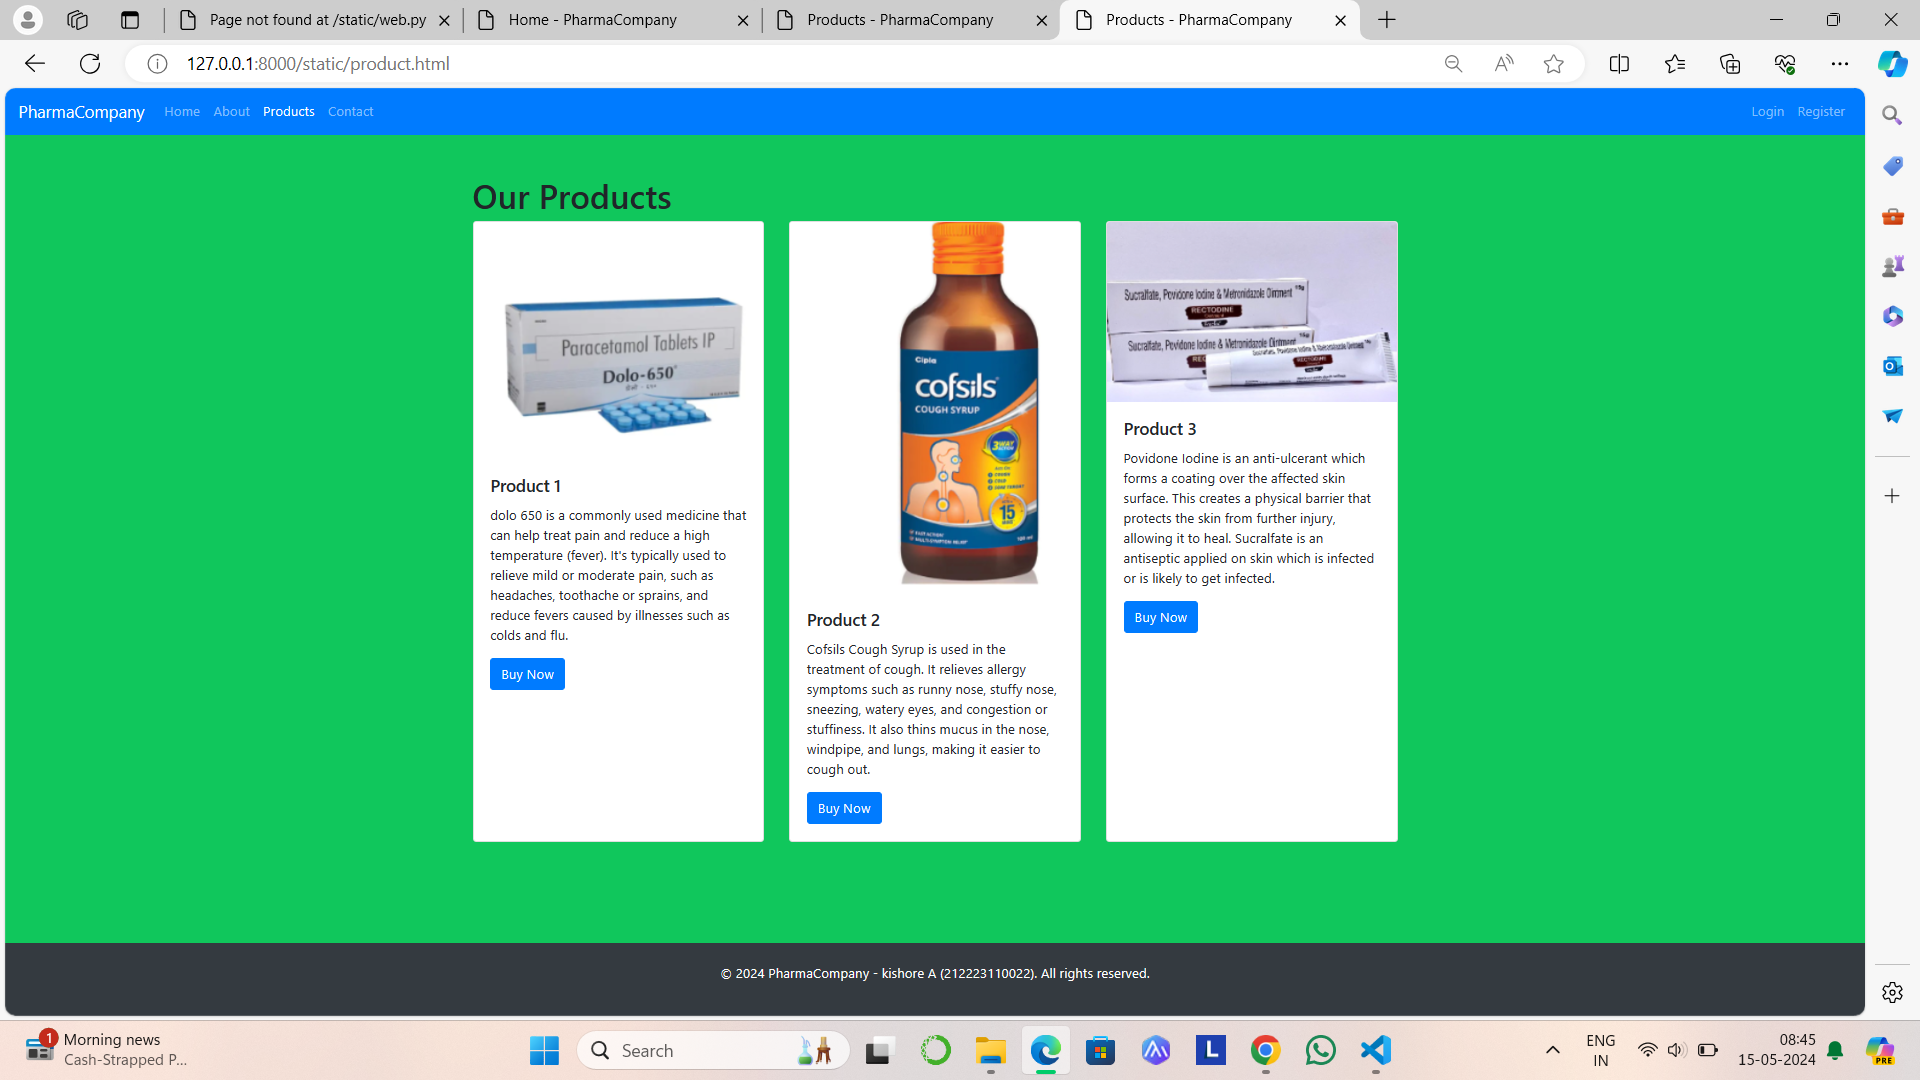 Page not found at /static/web.py
Home - PharmaCompany
Products - PharmaCompany
Products - PharmaCompany
127.0.0.1:8000/static/product.html
PharmaCompany Home About Products Contact Login Register
Our Products
Paracetamol Tablets IP
Dolo-650
Cipla
cofsils
COUGH SYRUP
3WAY
15
Sucralfate, Povidone Iodine & Metronidazole Ointment
RECTODINE
Sucralfate, Povidone Iodine & Metronidazole Ointment
Product 1
dolo 650 is a commonly used medicine that
can help treat pain and reduce a high
temperature (fever). It's typically used to
relieve mild or moderate pain, such as
headaches, toothache or sprains, and
reduce fevers caused by illnesses such as
colds and flu.
Buy Now
Product 2
Cofsils Cough Syrup is used in the
treatment of cough. It relieves allergy
symptoms such as runny nose, stuffy nose,
sneezing, watery eyes, and congestion or
stuffiness. It also thins mucus in the nose,
windpipe, and lungs, making it easier to
cough out.
Buy Now
Product 3
Povidone Iodine is an anti-ulcerant which
forms a coating over the affected skin
surface. This creates a physical barrier that
protects the skin from further injury,
allowing it to heal. Sucralfate is an
antiseptic applied on skin which is infected
or is likely to get infected.
Buy Now
© 2024 PharmaCompany - kishore A (212223110022). All rights reserved.
1
Morning news
Cash-Strapped P...
Search
L
ENG
IN
08:45
15-05-2024
PRE